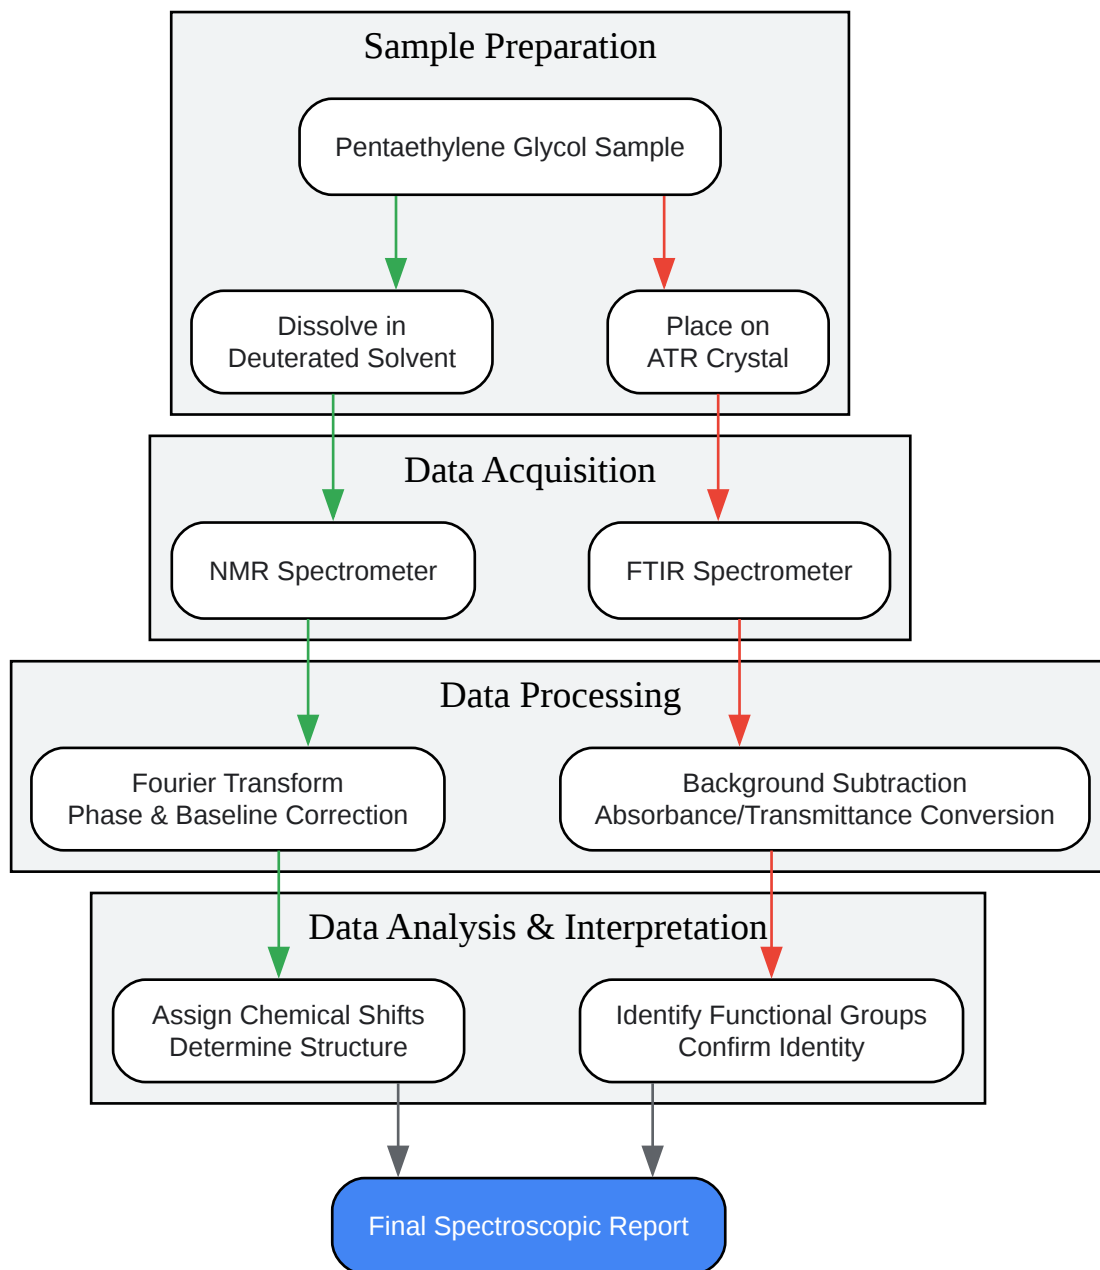 Sample Preparation
Pentaethylene Glycol Sample
Dissolve in
Deuterated Solvent
Place on
ATR Crystal
Data Acquisition
NMR Spectrometer
FTIR Spectrometer
Data Processing
Fourier Transform
Phase & Baseline Correction
Background Subtraction
Absorbance/Transmittance Conversion
Data Analysis & Interpretation
Assign Chemical Shifts
Determine Structure
Identify Functional Groups
Confirm Identity
Final Spectroscopic Report